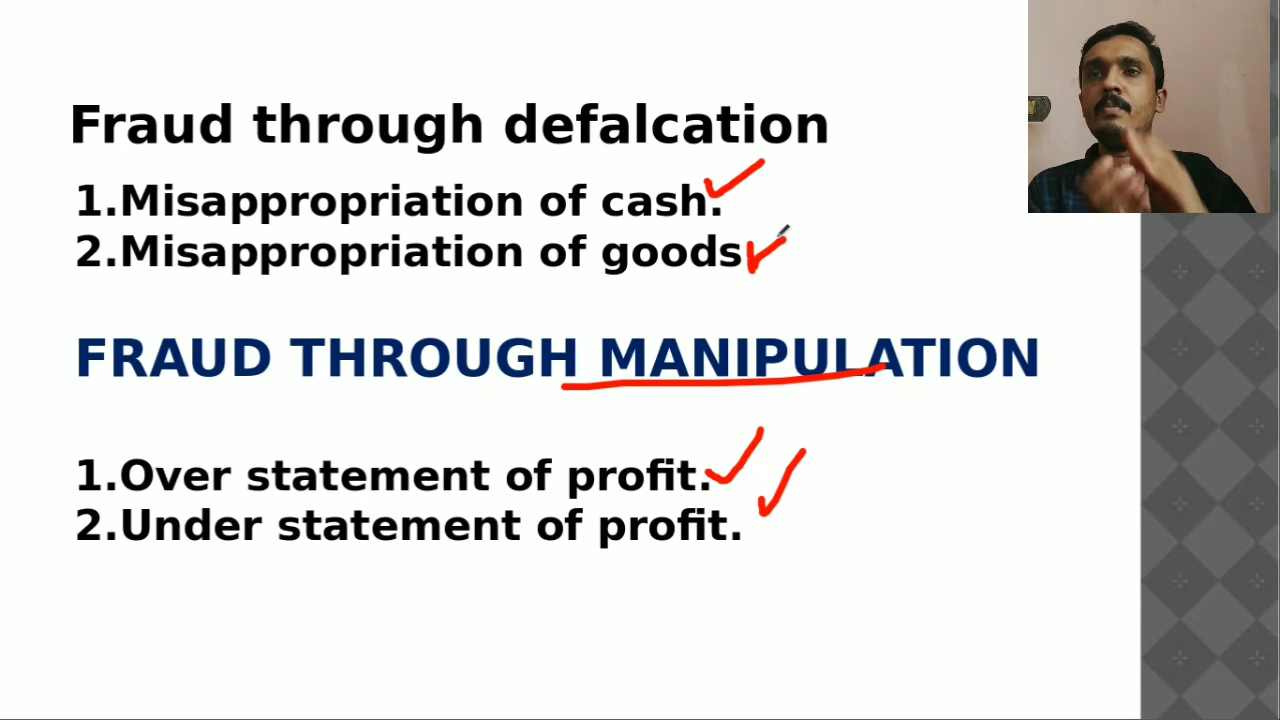 Fraud through defalcation
1.Misappropriation of cash.
2.Misappropriation of goods
FRAUD THROUGH MANIPULATION
1.Over statement of profit.
2.Under statement of profit.